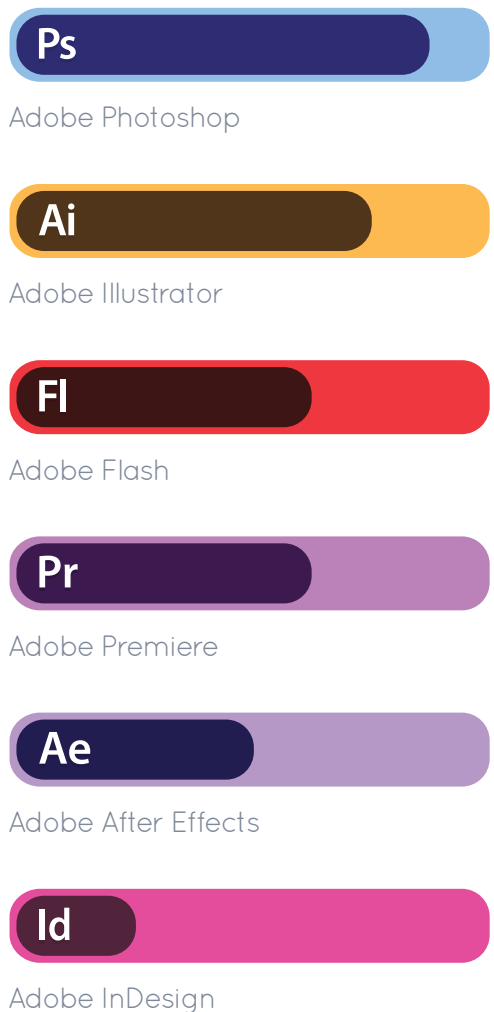 Ps
Adobe Photoshop
Ai
Adobe Illustrator
Fl
Adobe Flash
Pr
Adobe Premiere
Ae
Adobe After Effects
Id
Adobe InDesign